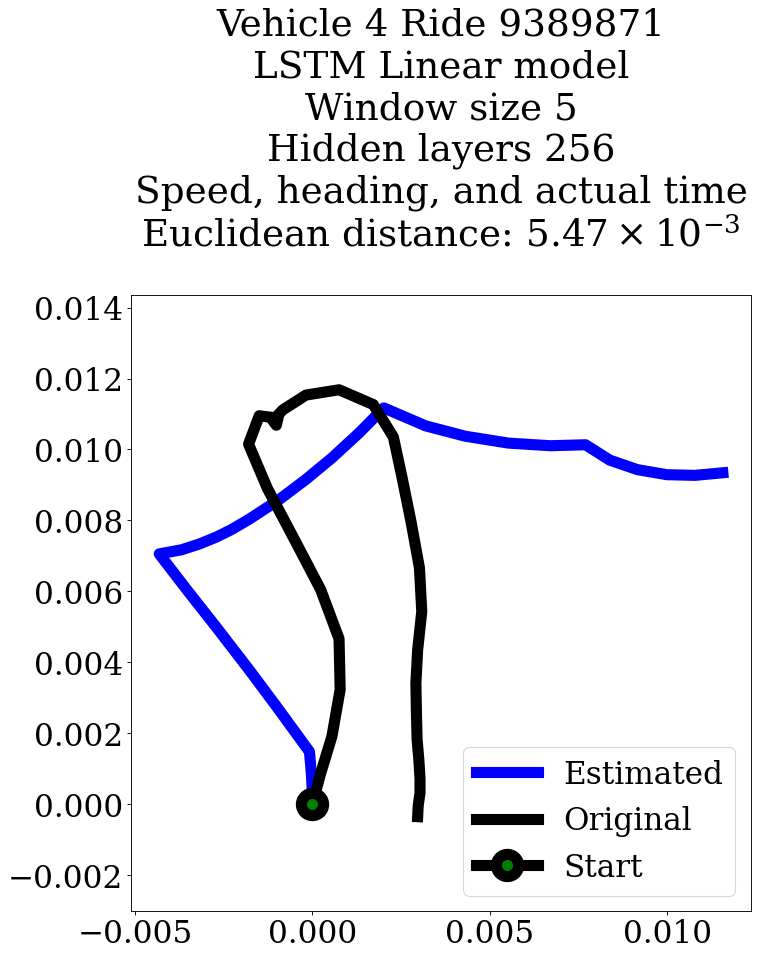 Vehicle 4 Ride 9389871
LSTM Linear model
Window size 5
Hidden layers 256
Speed, heading, and actual time
Euclidean distance: 5.47 × 10⁻³
0.014
0.012
0.010
0.008
0.006
0.004
0.002
0.000
−0.002
Estimated
Original
Start
−0.005
0.000
0.005
0.010